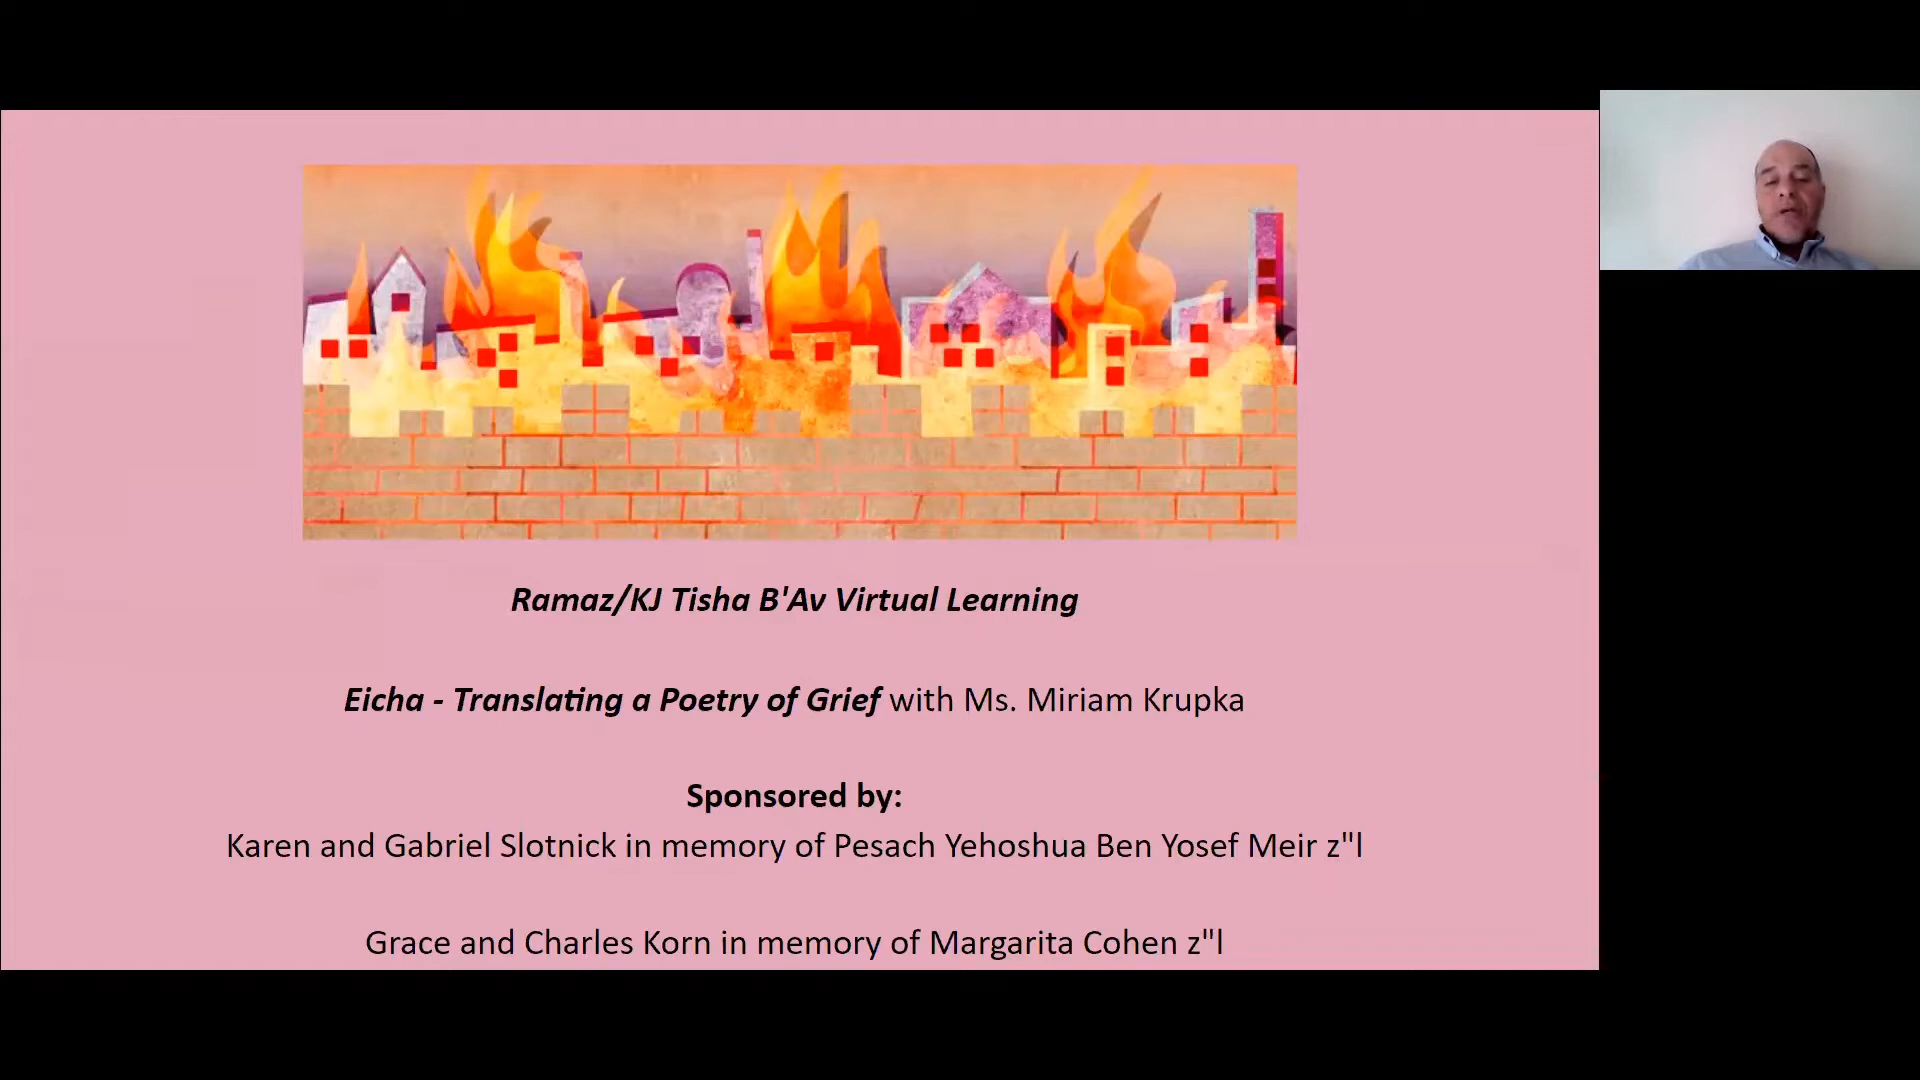 Ramaz/KJ Tisha B'Av Virtual Learning
Eicha - Translating a Poetry of Grief with Ms. Miriam Krupka
Sponsored by:
Karen and Gabriel Slotnick in memory of Pesach Yehoshua Ben Yosef Meir z"l
Grace and Charles Korn in memory of Margarita Cohen z"l